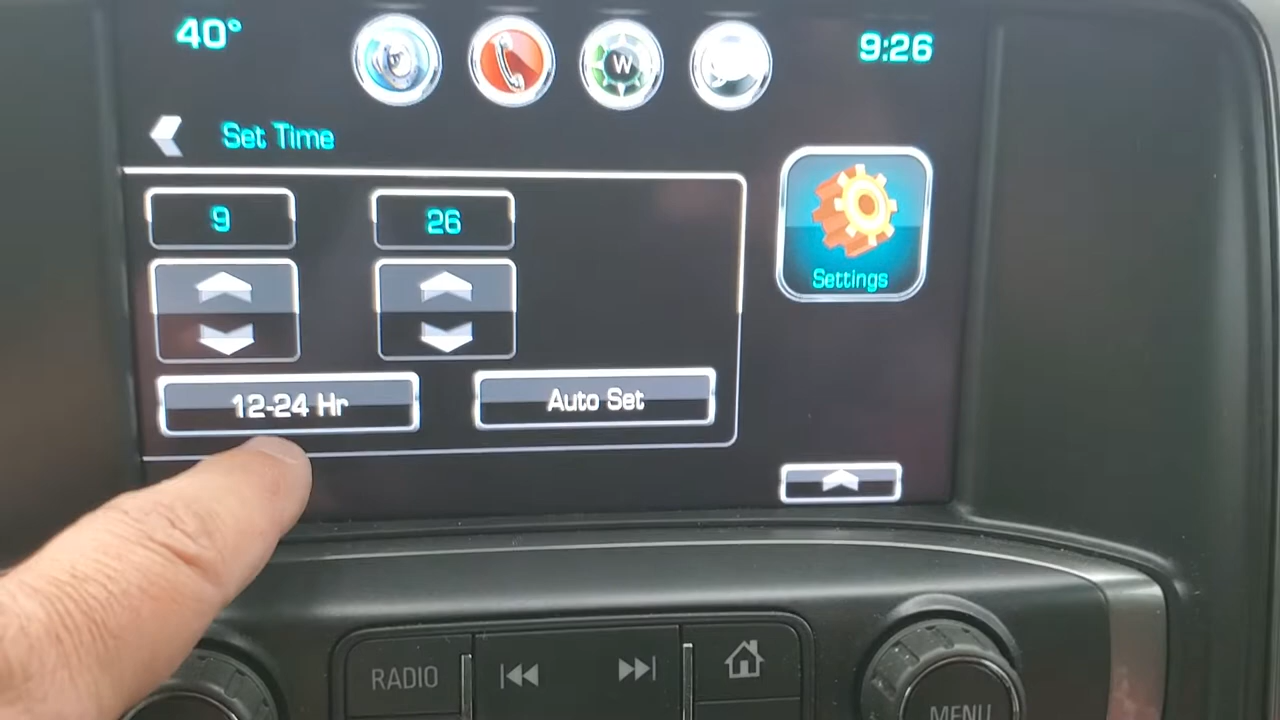 40°
W
9:26
Set Time
9
26
Settings
12-24 Hr
Auto Set
RADIO
MENU